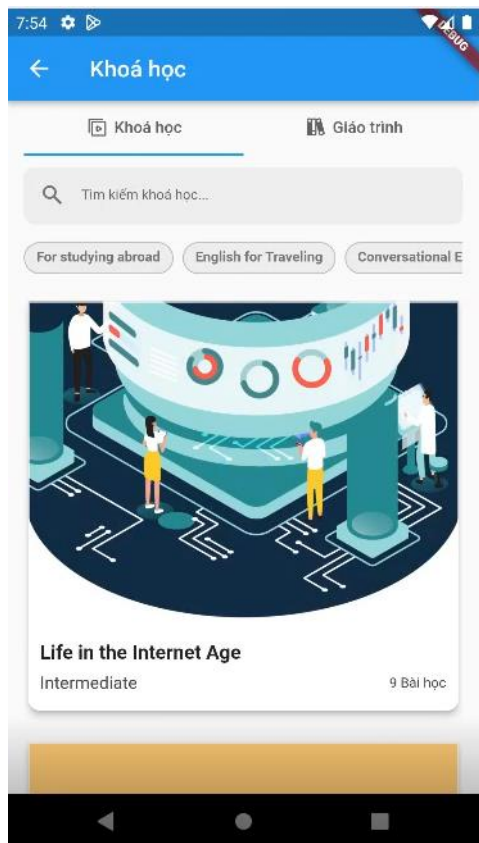 7:54
DEBUG
Khoá học
Khoá học
Giáo trình
Tìm kiếm khoá học...
For studying abroad
English for Traveling
Conversational E
Life in the Internet Age
Intermediate
9 Bài học